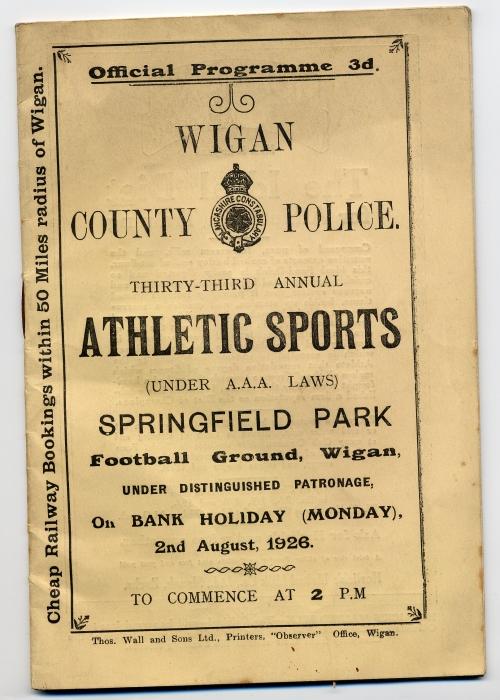 Official Programme 3d.
WIGAN
COUNTY POLICE.
LANCASHIRE CONSTABULARY
THIRTY-THIRD ANNUAL
ATHLETIC SPORTS
(UNDER A.A.A. LAWS)
SPRINGFIELD PARK
Football Ground, Wigan,
UNDER DISTINGUISHED PATRONAGE,
On BANK HOLIDAY (MONDAY),
2nd August, 1926.
TO COMMENCE AT 2 P.M
Thos. Wall and Sons Ltd., Printers, "Observer" Office, Wigan.
Cheap Railway Bookings within 50 Miles radius of Wigan.